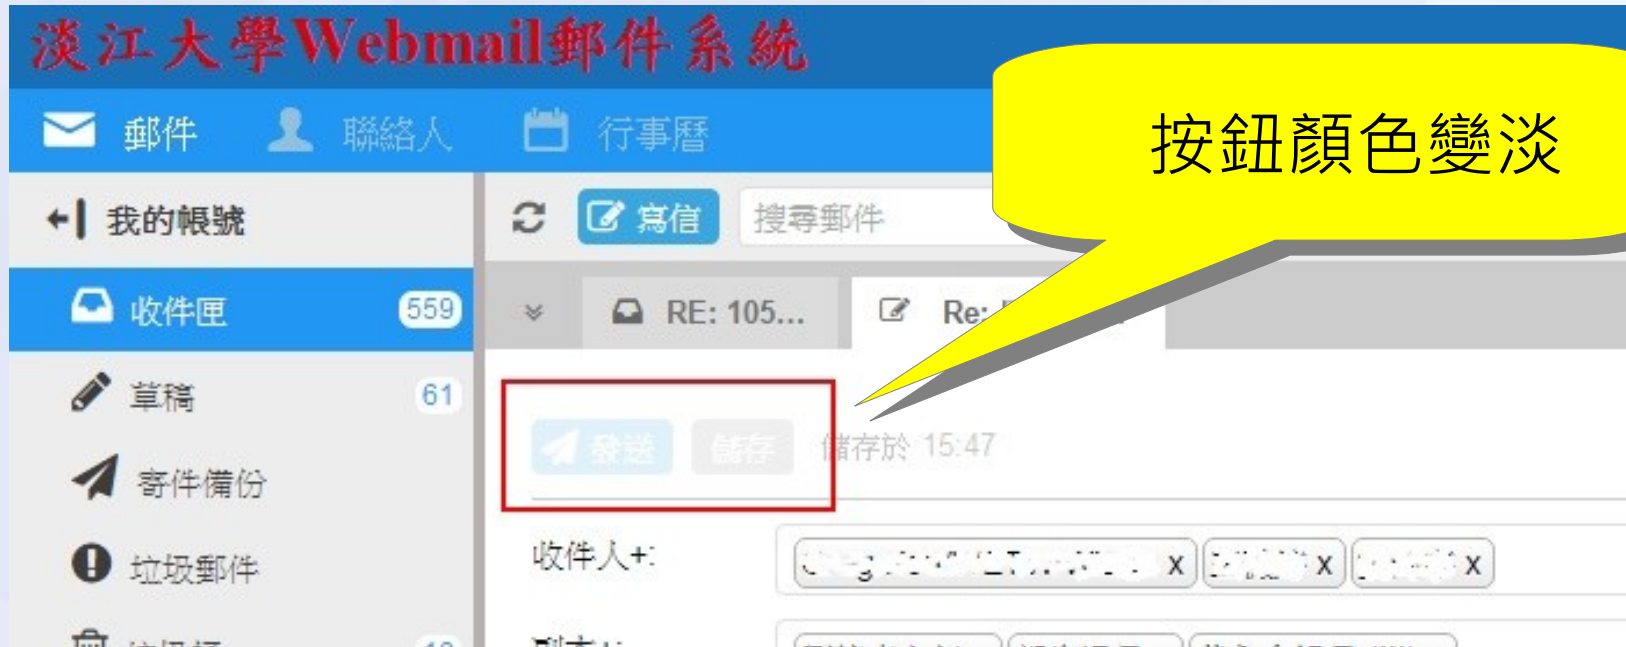 淡江大學Webmail郵件系統
郵件 聯絡人 行事曆
按鈕顏色變淡
我的帳號
寫信 搜尋郵件
收件匣 559
RE: 105... Re:
草稿 61
發送 儲存 儲存於 15:47
寄件備份
收件人+: x x x
垃圾郵件